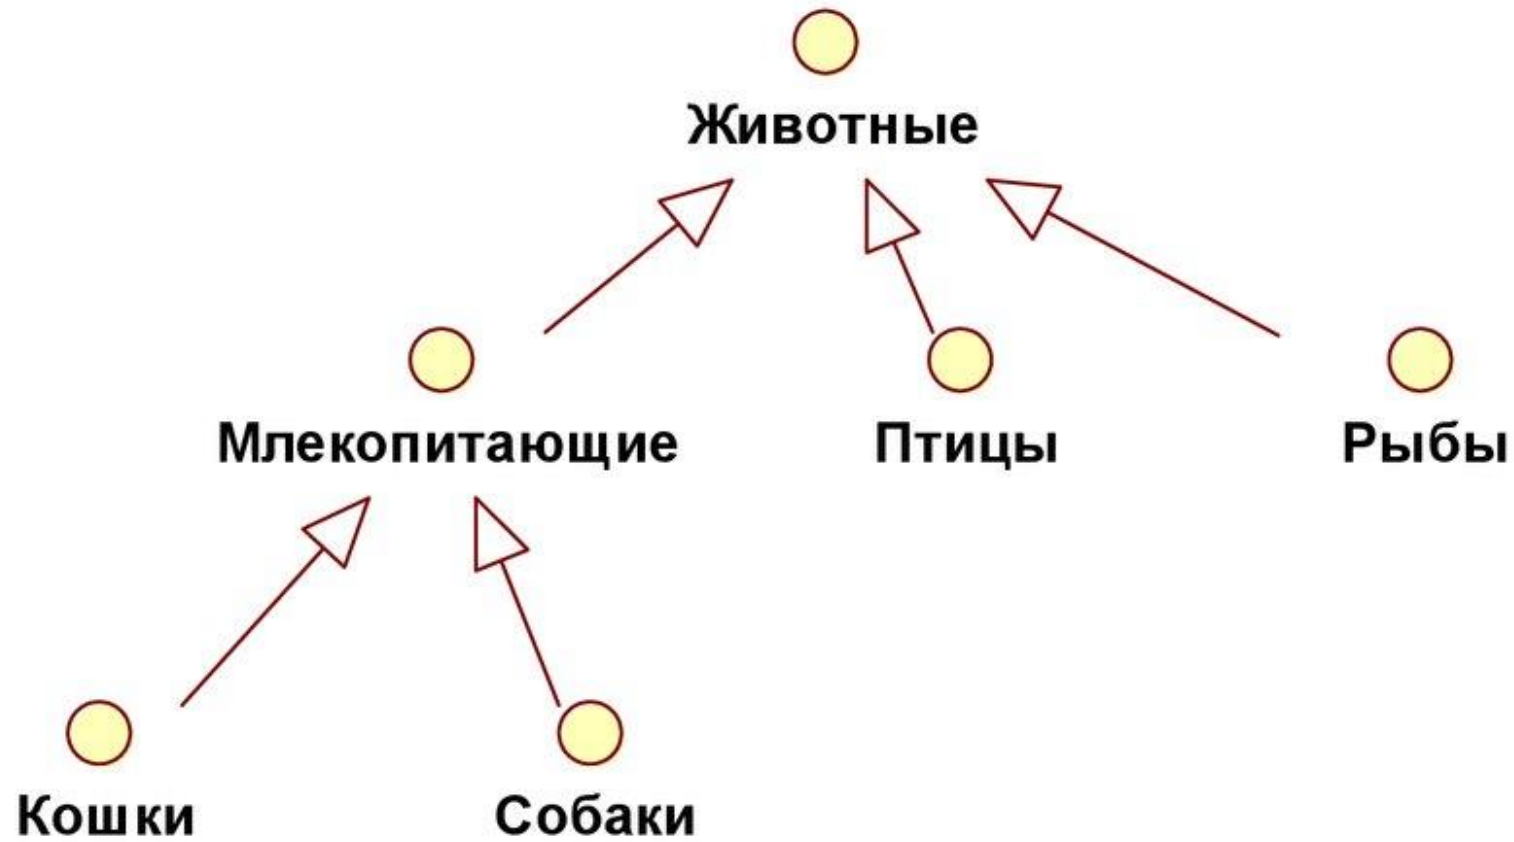 Животные
Млекопитающие
Птицы
Рыбы
Кошки
Собаки